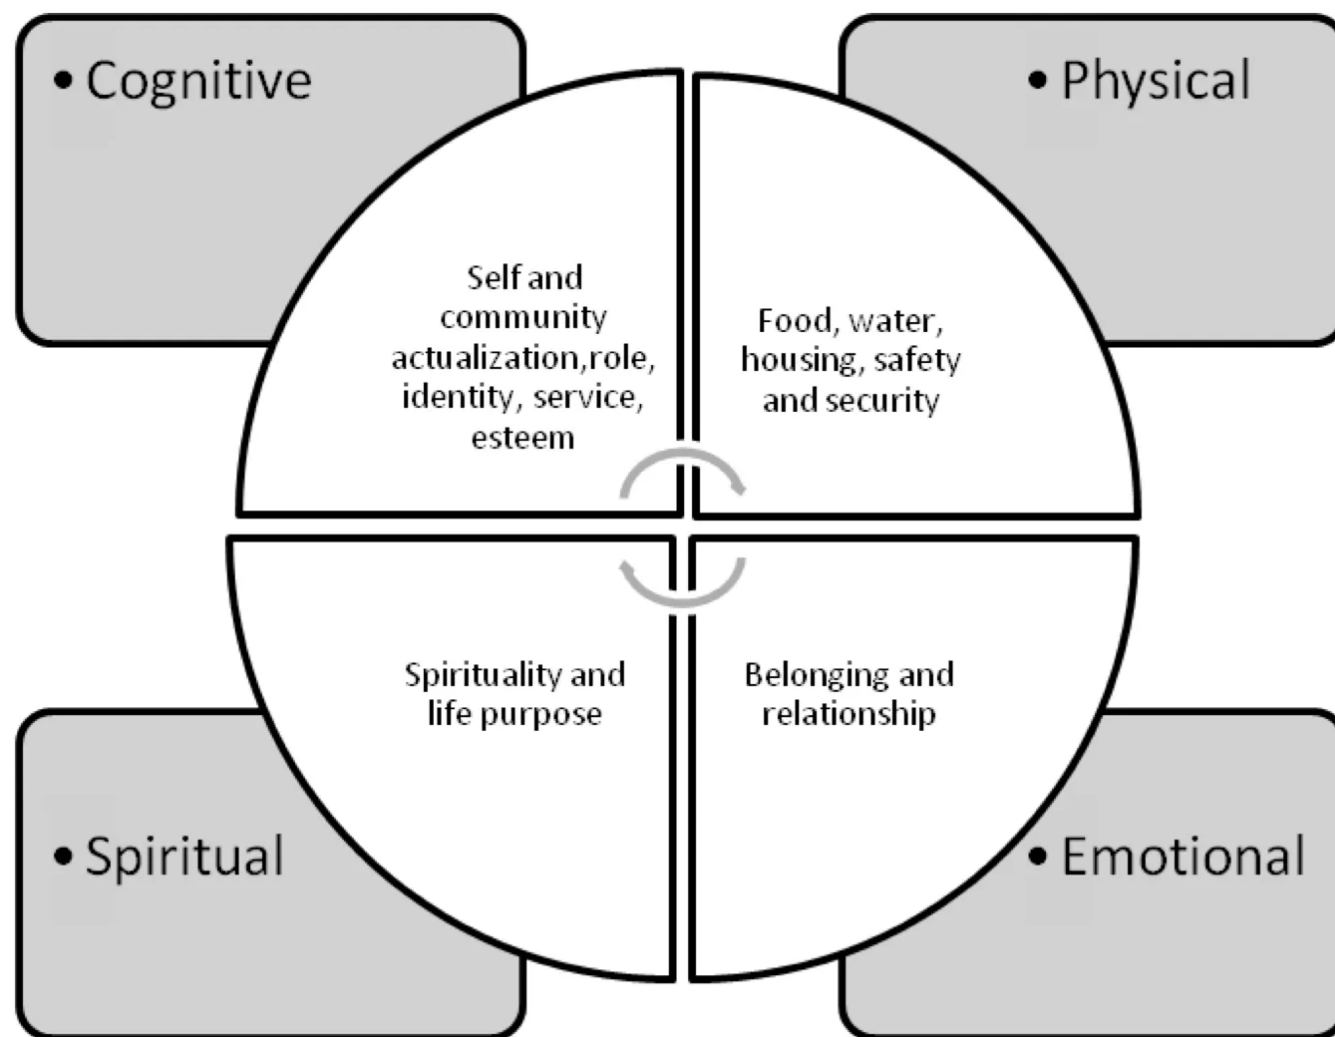 • Cognitive
• Physical
Self and
community
actualization,role,
identity, service,
esteem
Food, water,
housing, safety
and security
Spirituality and
life purpose
Belonging and
relationship
• Spiritual
• Emotional